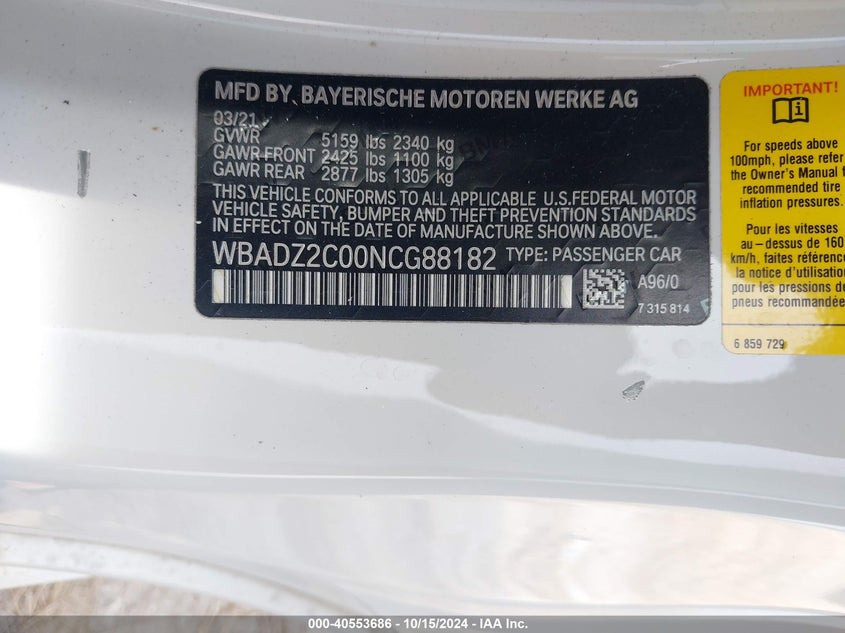 MFD BY. BAYERISCHE MOTOREN WERKE AG
03/21
GVWR 5159 lbs 2340 kg
GAWR FRONT 2425 lbs 1100 kg
GAWR REAR 2877 lbs 1305 kg
THIS VEHICLE CONFORMS TO ALL APPLICABLE U.S.FEDERAL MOTOR
VEHICLE SAFETY, BUMPER AND THEFT PREVENTION STANDARDS
IN EFFECT ON THE DATE OF MANUFACTURE SHOWN ABOVE.
WBADZ2C00NCG88182 TYPE: PASSENGER CAR
A96/0
7 315 814
IMPORTANT!
For speeds above
100mph, please refer
the Owner's Manual f
recommended tire
inflation pressures.
Pour les vitesses
au-dessus de 160
km/h, faites référence
la notice d'utilisation
pour les pressions de
pneus recommandée
6 859 729
000-40553686 - 10/15/2024 - IAA Inc.